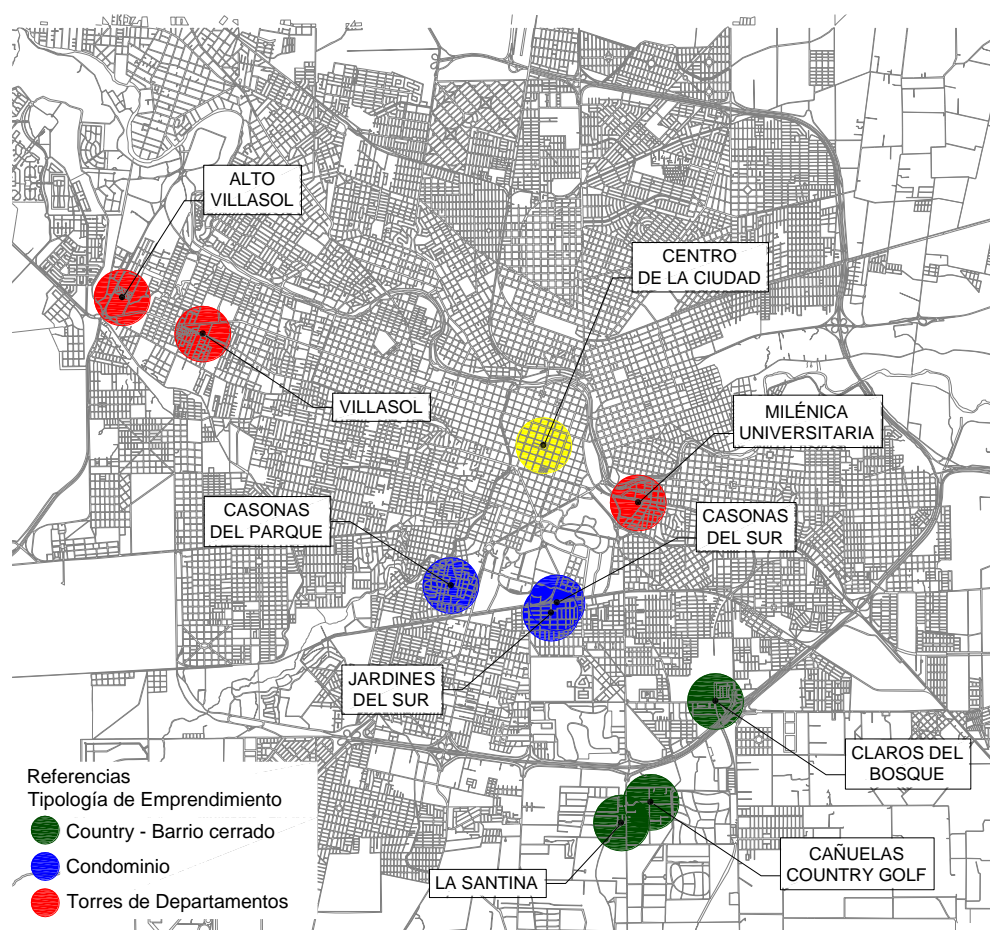 ALTO
VILLASOL
CENTRO
DE LA CIUDAD
VILLASOL
MILÉNICA
UNIVERSITARIA
CASONAS
DEL PARQUE
CASONAS
DEL SUR
JARDINES
DEL SUR
CLAROS DEL
BOSQUE
CAÑUELAS
COUNTRY GOLF
LA SANTINA
Referencias
Tipología de Emprendimiento
Country - Barrio cerrado
Condominio
Torres de Departamentos